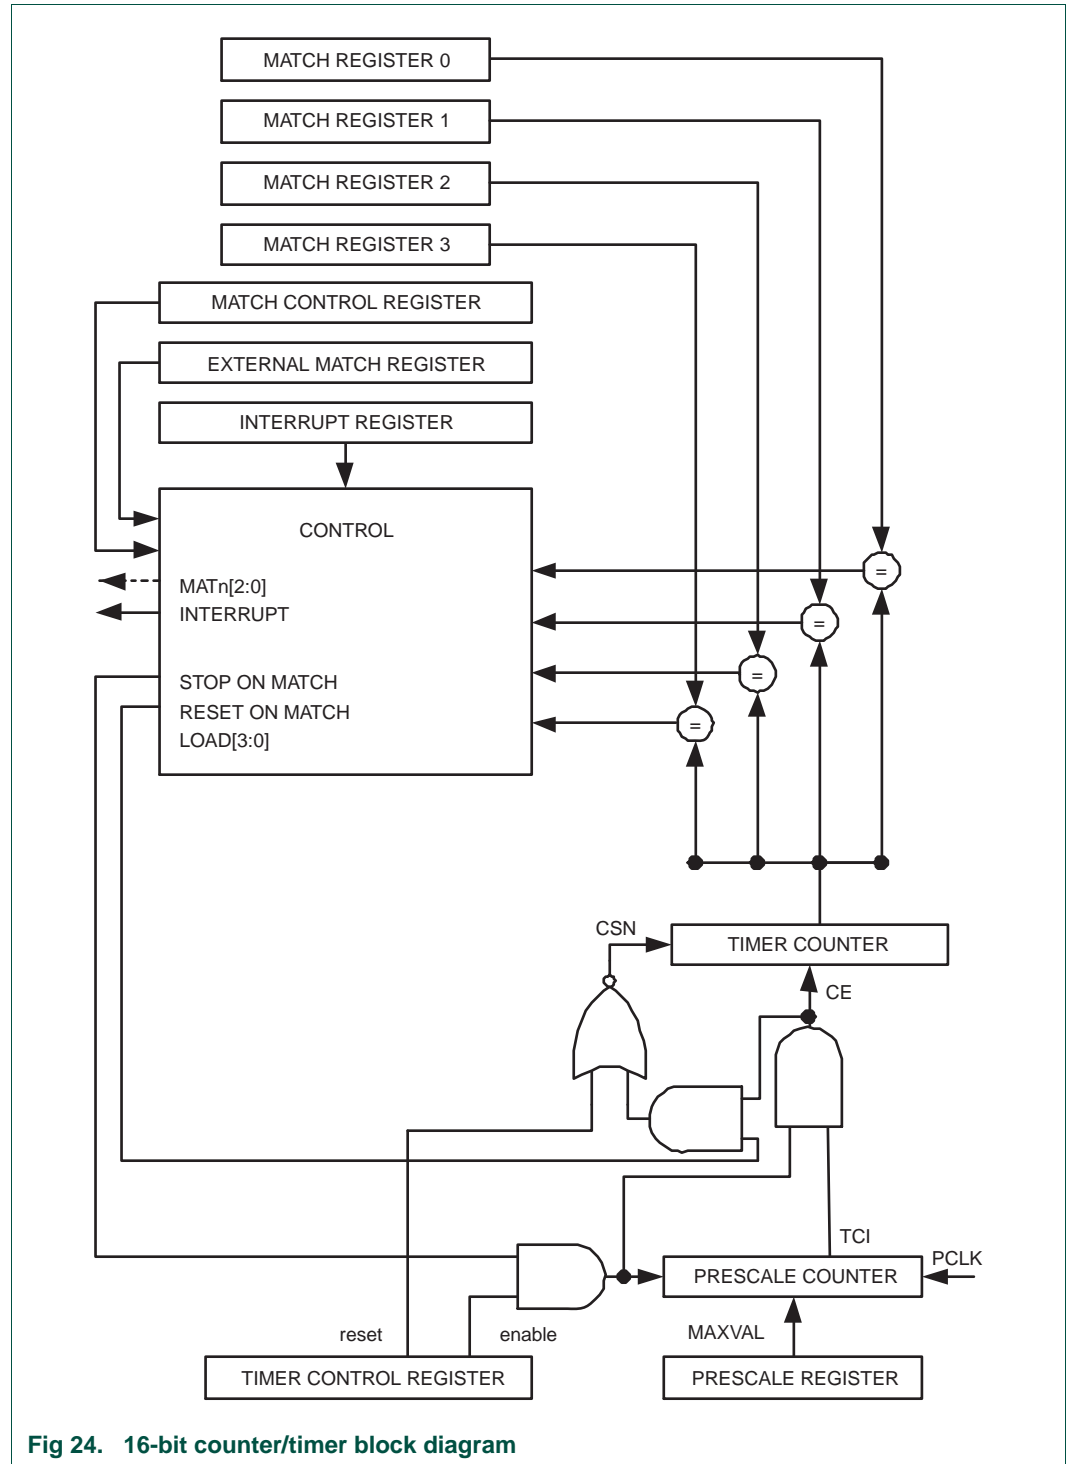 MATCH REGISTER 0
MATCH REGISTER 1
MATCH REGISTER 2
MATCH REGISTER 3
MATCH CONTROL REGISTER
EXTERNAL MATCH REGISTER
INTERRUPT REGISTER
CONTROL
MATn[2:0]
INTERRUPT
STOP ON MATCH
RESET ON MATCH
LOAD[3:0]
=
=
=
=
CSN
TIMER COUNTER
CE
TCI
PCLK
PRESCALE COUNTER
reset
enable
MAXVAL
TIMER CONTROL REGISTER
PRESCALE REGISTER
Fig 24. 16-bit counter/timer block diagram